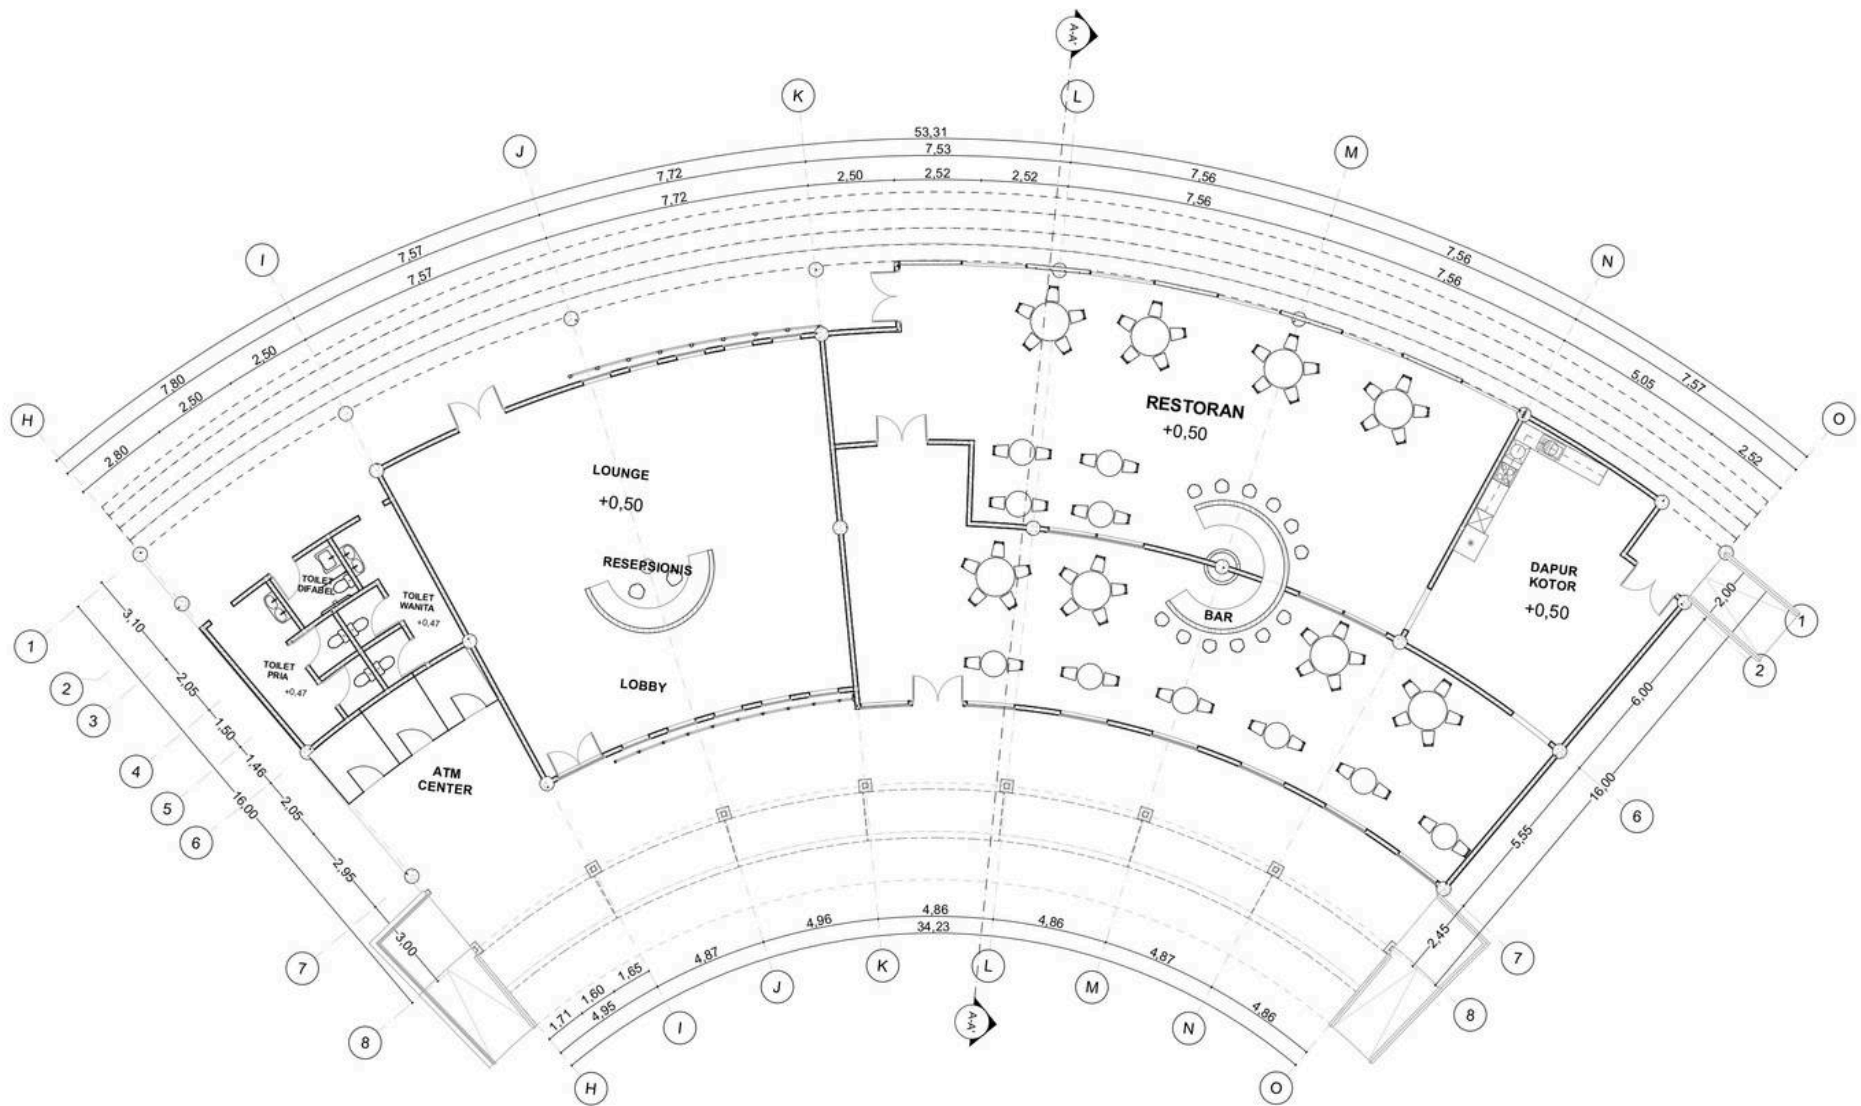 A-A'
K
L
J
M
I
N
H
O
53,31
7,53
7,72
7,56
2,50
2,52
2,52
7,72
7,56
7,57
7,56
7,57
7,56
7,80
2,50
7,57
5,05
2,50
2,52
2,80
RESTORAN
+0,50
LOUNGE
+0,50
RESEPSIONIS
LOBBY
BAR
DAPUR
KOTOR
+0,50
TOILET
DIFABEL
TOILET
WANITA
+0,47
TOILET
PRIA
+0,47
ATM
CENTER
1
2
3
4
5
6
7
8
3,10
2,05
1,50
1,46
2,05
2,95
3,00
16,00
2,00
6,00
16,00
5,55
2,45
1
2
6
7
8
4,96
4,86
4,86
34,23
4,87
4,87
1,65
1,60
1,71
4,95
4,86
K
L
J
M
I
N
H
O
A-A'